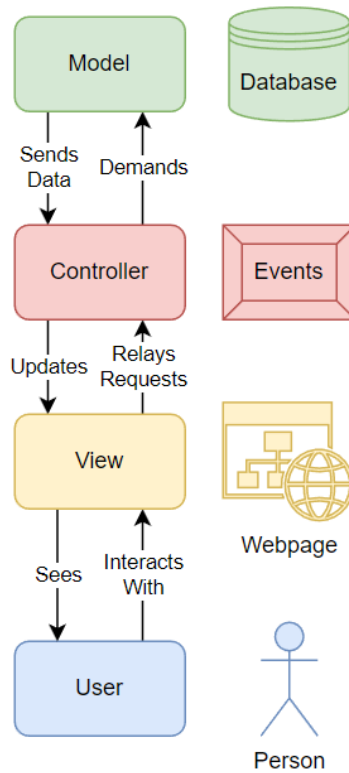 Model
Database
Sends
Data
Demands
Controller
Events
Updates
Relays
Requests
View
Webpage
Sees
Interacts
With
User
Person